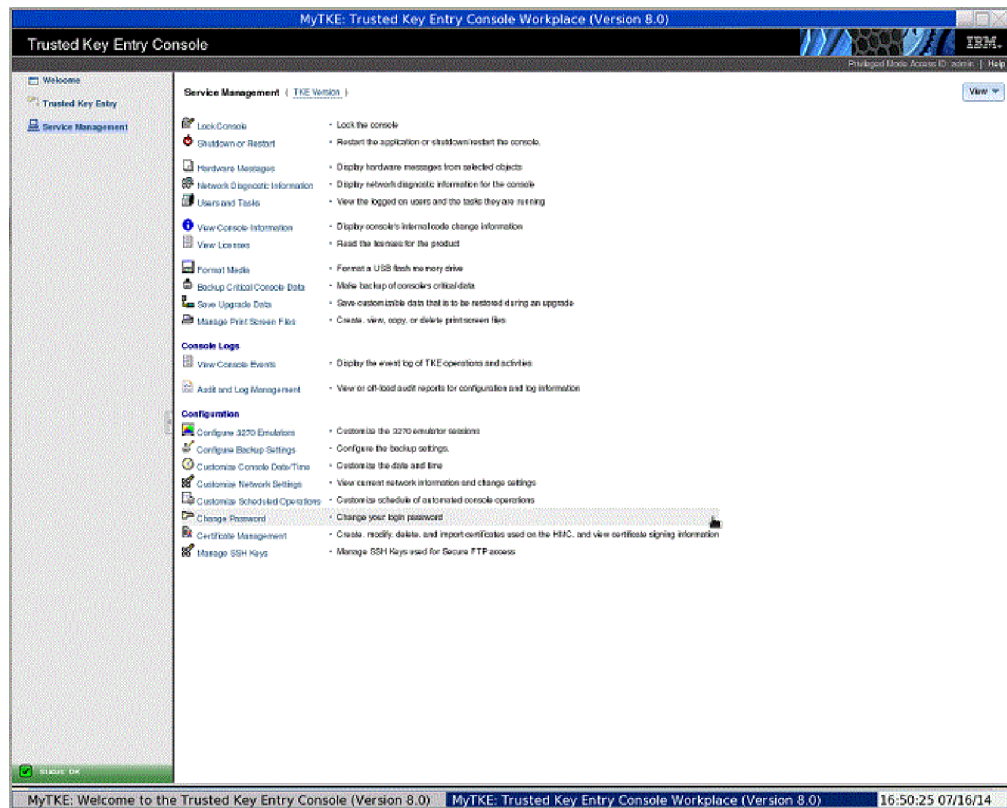 MyTKE: Trusted Key Entry Console Workplace (Version 8.0)
Trusted Key Entry Console
IBM.
Privileged Mode Access ID: admin | Help
Welcome
Trusted Key Entry
Service Management
Service Management ( TKE Version )
View
Lock Console · Lock the console
Shutdown or Restart · Restart the application or shutdown/restart the console.
Hardware Messages · Display hardware messages from selected objects
Network Diagnostic Information · Display network diagnostic information for the console
Users and Tasks · View the logged on users and the tasks they are running
View Console Information · Display console's internal code change information
View Licenses · Read the licenses for the product
Format Media · Format a USB flash memory drive
Backup Critical Console Data · Make backup of console's critical data
Save Upgrade Data · Save customizable data that is to be restored during an upgrade
Manage Print Screen Files · Create, view, copy, or delete print screen files
Console Logs
View Console Events · Display the event log of TKE operations and activities
Audit and Log Management · View or off-load audit reports for configuration and log information
Configuration
Configure 3270 Emulators · Customize the 3270 emulator sessions
Configure Backup Settings · Configure the backup settings.
Customize Console Date/Time · Customize the date and time
Customize Network Settings · View current network information and change settings
Customize Scheduled Operations · Customize schedule of automated console operations
Change Password · Change your login password
Certificate Management · Create, modify, delete, and import certificates used on the HMC, and view certificate signing information
Manage SSH Keys · Manage SSH Keys used for Secure FTP access
Status: OK
MyTKE: Welcome to the Trusted Key Entry Console (Version 8.0)
MyTKE: Trusted Key Entry Console Workplace (Version 8.0)
16:50:25 07/16/14